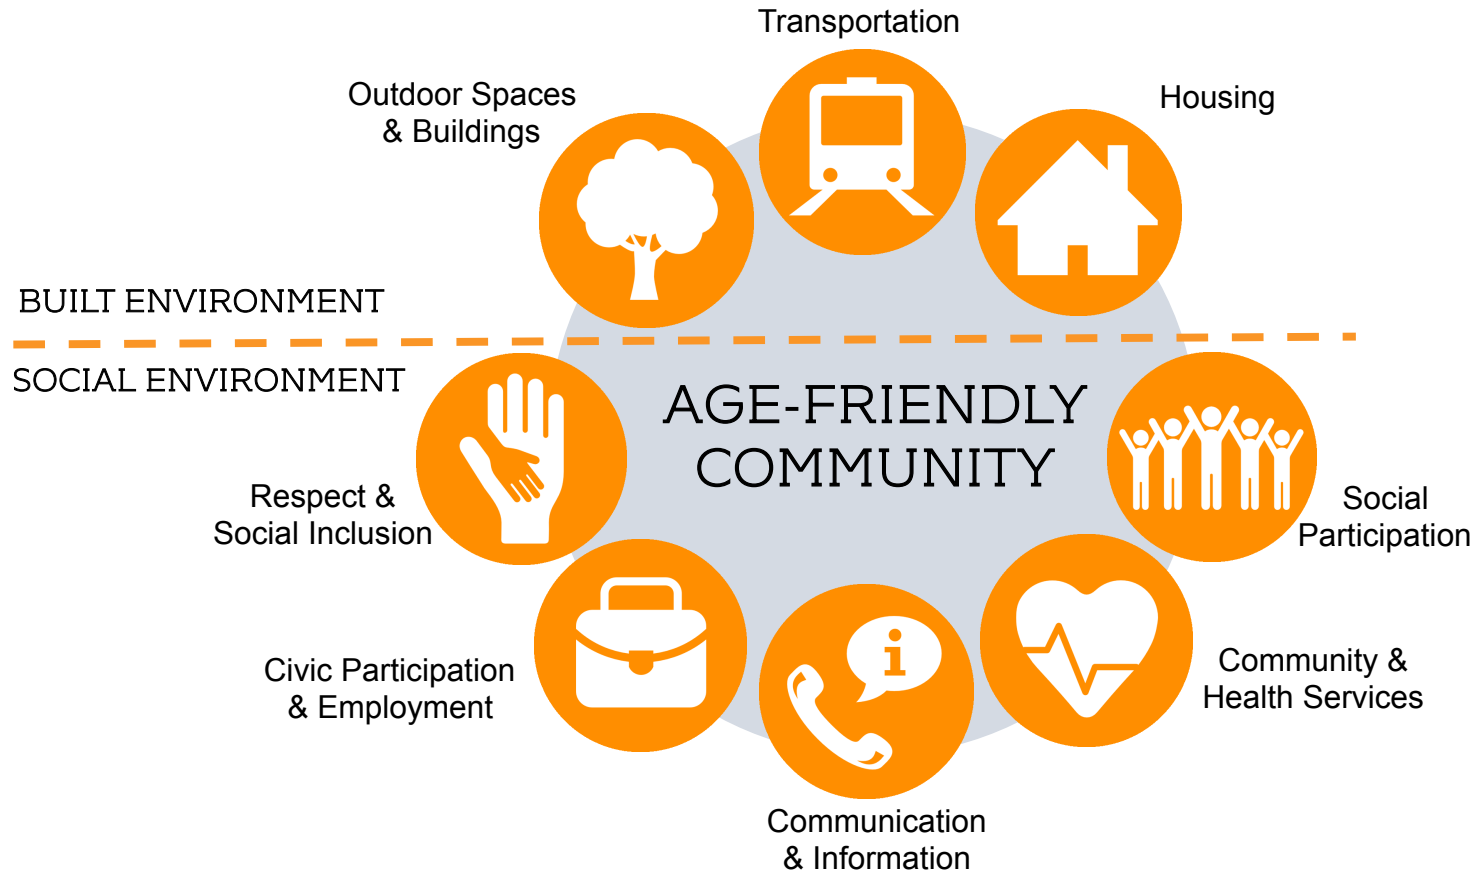 Transportation
Outdoor Spaces
& Buildings
Housing
BUILT ENVIRONMENT
SOCIAL ENVIRONMENT
AGE-FRIENDLY
COMMUNITY
Respect &
Social Inclusion
Social
Participation
Civic Participation
& Employment
Community &
Health Services
i
Communication
& Information